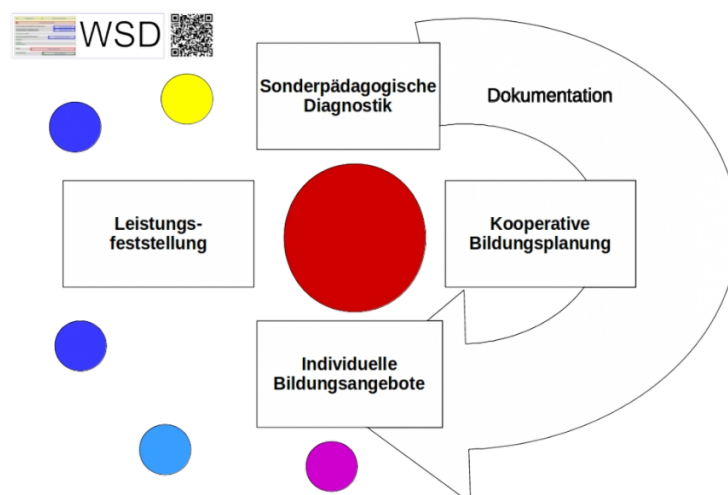 WSD
Sonderpädagogische
Diagnostik
Dokumentation
Leistungs-
feststellung
Kooperative
Bildungsplanung
Individuelle
Bildungsangebote